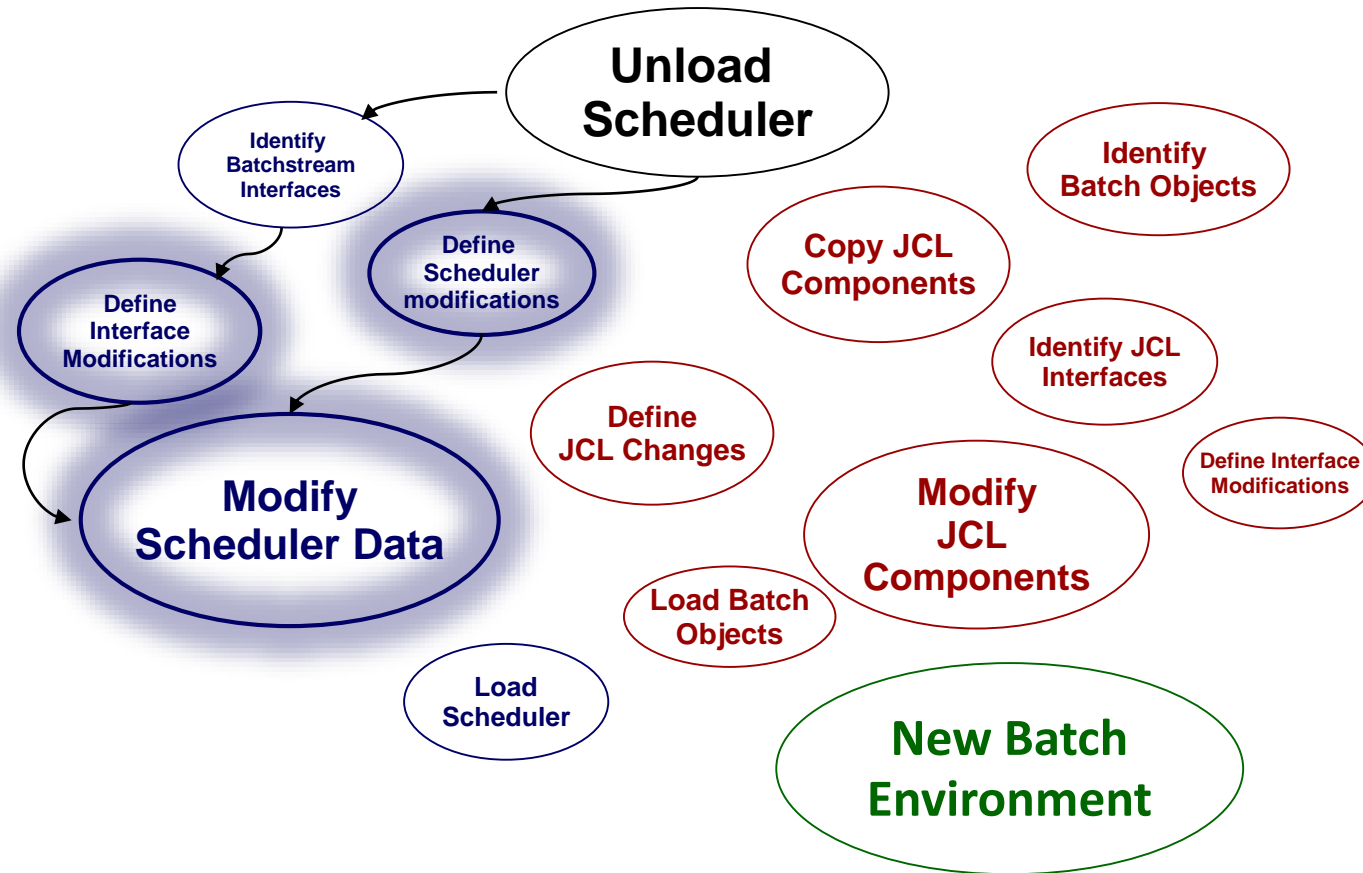 Unload
Scheduler
Identify
Batchstream
Interfaces
Identify
Batch Objects
Define
Scheduler
modifications
Copy JCL
Components
Define
Interface
Modifications
Identify JCL
Interfaces
Define
JCL Changes
Define Interface
Modifications
Modify
Scheduler Data
Modify
JCL
Components
Load Batch
Objects
Load
Scheduler
New Batch
Environment